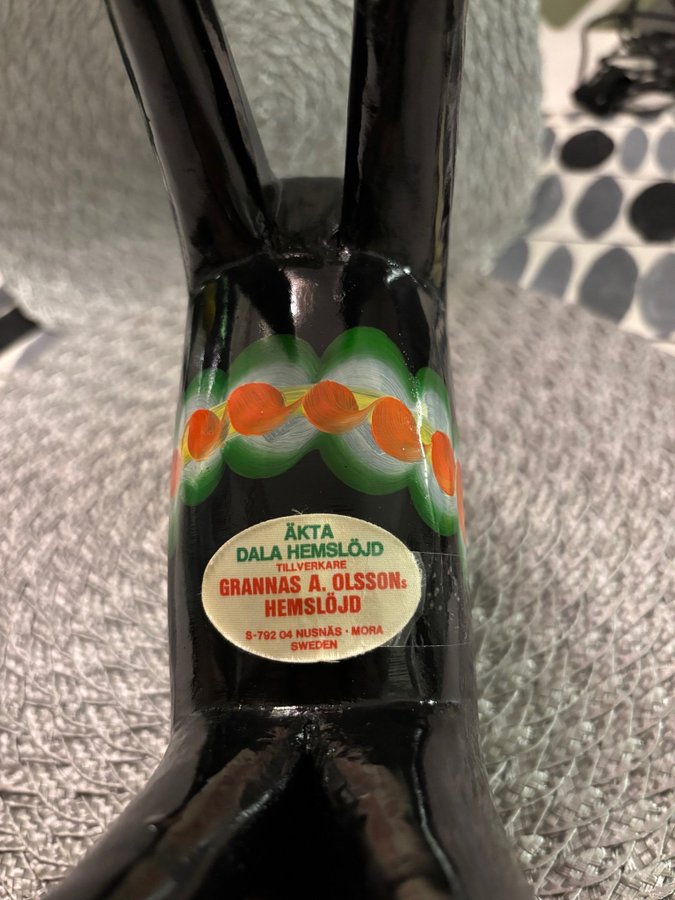 ÄKTA
DALA HEMSLÖJD
TILLVERKARE
GRANNAS A. OLSSONs
HEMSLÖJD
S-792 04 NUSNÄS · MORA
SWEDEN